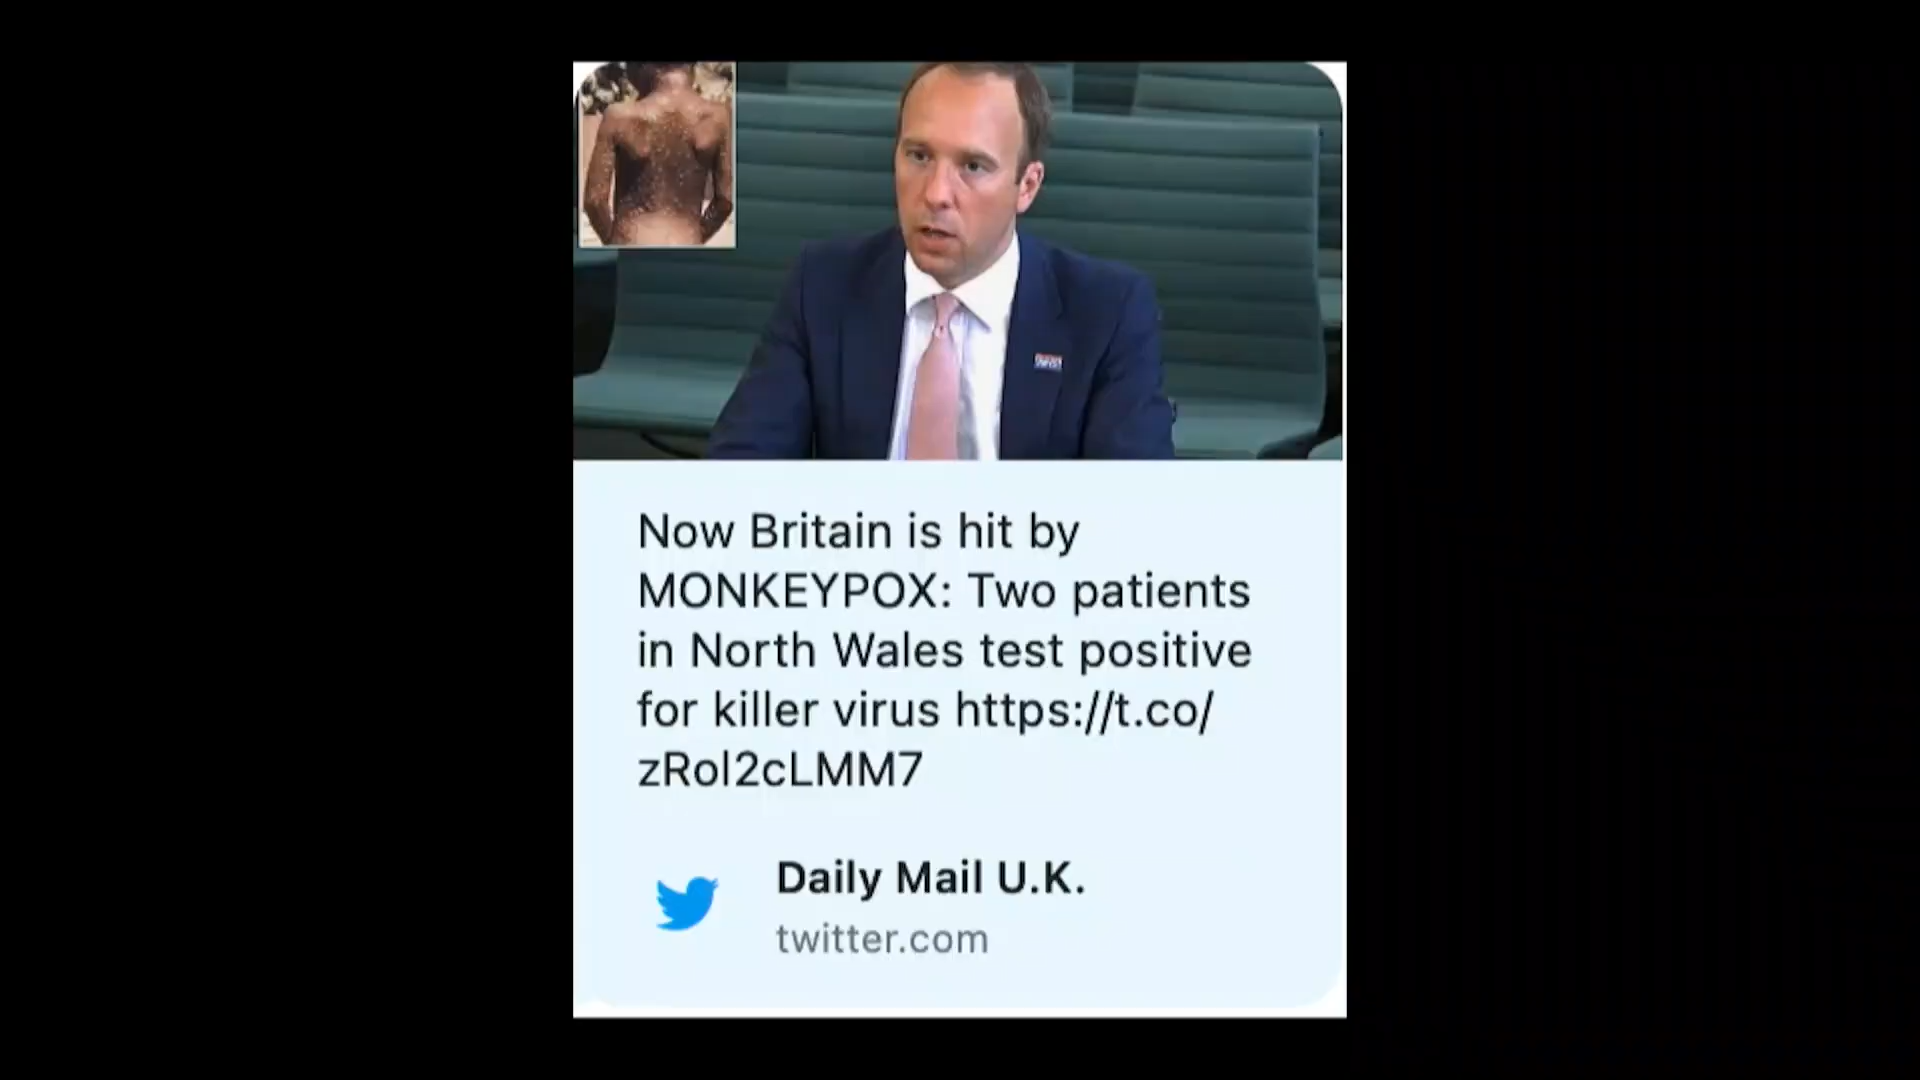 Now Britain is hit by
MONKEYPOX: Two patients
in North Wales test positive
for killer virus https://t.co/
zRol2cLMM7
Daily Mail U.K.
twitter.com